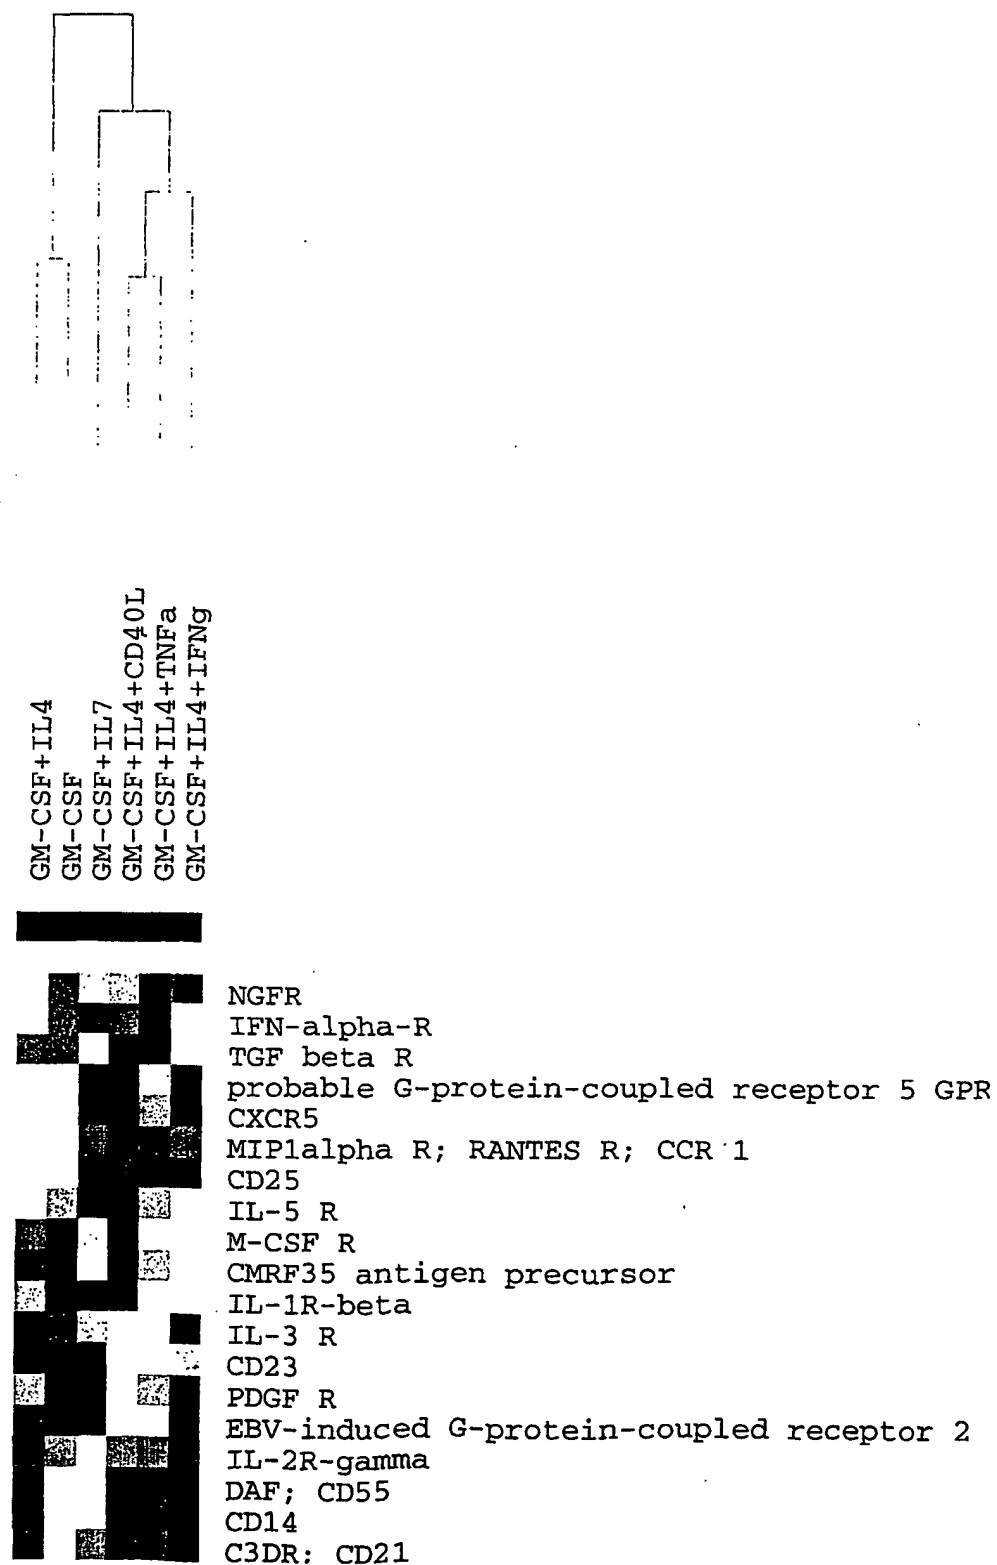 GM-CSF+IL4
GM-CSF
GM-CSF+IL7
GM-CSF+IL4+CD40L
GM-CSF+IL4+TNFa
GM-CSF+IL4+IFNg
NGFR
IFN-alpha-R
TGF beta R
probable G-protein-coupled receptor 5 GPR
CXCR5
MIP1alpha R; RANTES R; CCR 1
CD25
IL-5 R
M-CSF R
CMRF35 antigen precursor
IL-1R-beta
IL-3 R
CD23
PDGF R
EBV-induced G-protein-coupled receptor 2
IL-2R-gamma
DAF; CD55
CD14
C3DR; CD21